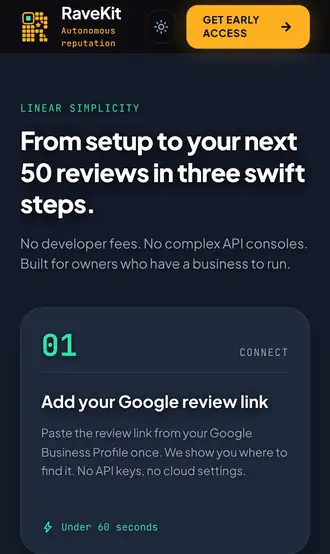 RaveKit
Autonomous
reputation
GET EARLY
ACCESS →
LINEAR SIMPLICITY
From setup to your next
50 reviews in three swift
steps.
No developer fees. No complex API consoles.
Built for owners who have a business to run.
01
CONNECT
Add your Google review link
Paste the review link from your Google
Business Profile once. We show you where to
find it. No API keys, no cloud settings.
Under 60 seconds